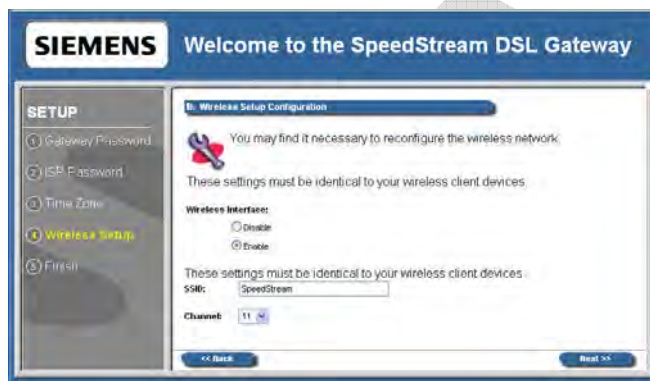 SIEMENS
Welcome to the SpeedStream DSL Gateway
SETUP
① Gateway Password
② ISP Password
③ Time Zone
④ Wireless Setup
⑤ Finish
D. Wireless Setup Configuration
You may find it necessary to reconfigure the wireless network.
These settings must be identical to your wireless client devices.
Wireless Interface:
Disable
Enable
These settings must be identical to your wireless client devices.
SSID: SpeedStream
Channel: 11
<< Back
Next >>